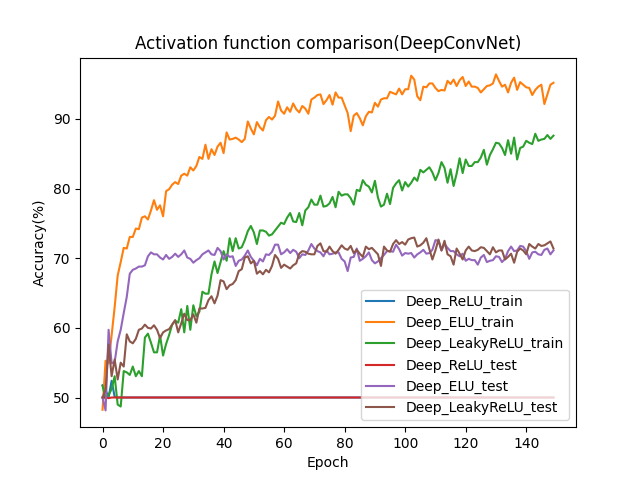 Activation function comparison(DeepConvNet)
Accuracy(%)
90
80
70
60
50
0
20
40
60
80
100
120
140
Epoch
Deep_ReLU_train
Deep_ELU_train
Deep_LeakyReLU_train
Deep_ReLU_test
Deep_ELU_test
Deep_LeakyReLU_test